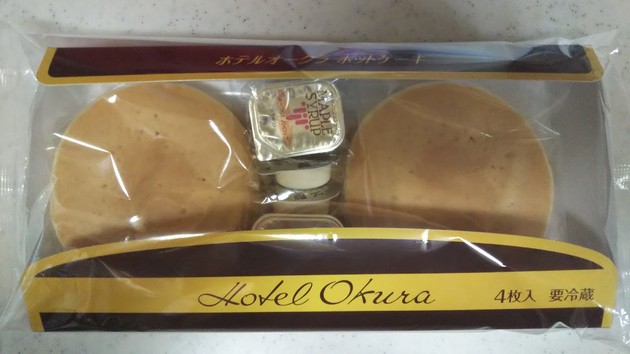 ホテルオークラ ホットケーキ
MAPLE
SYRUP
Hotel Okura
4枚入 要冷蔵